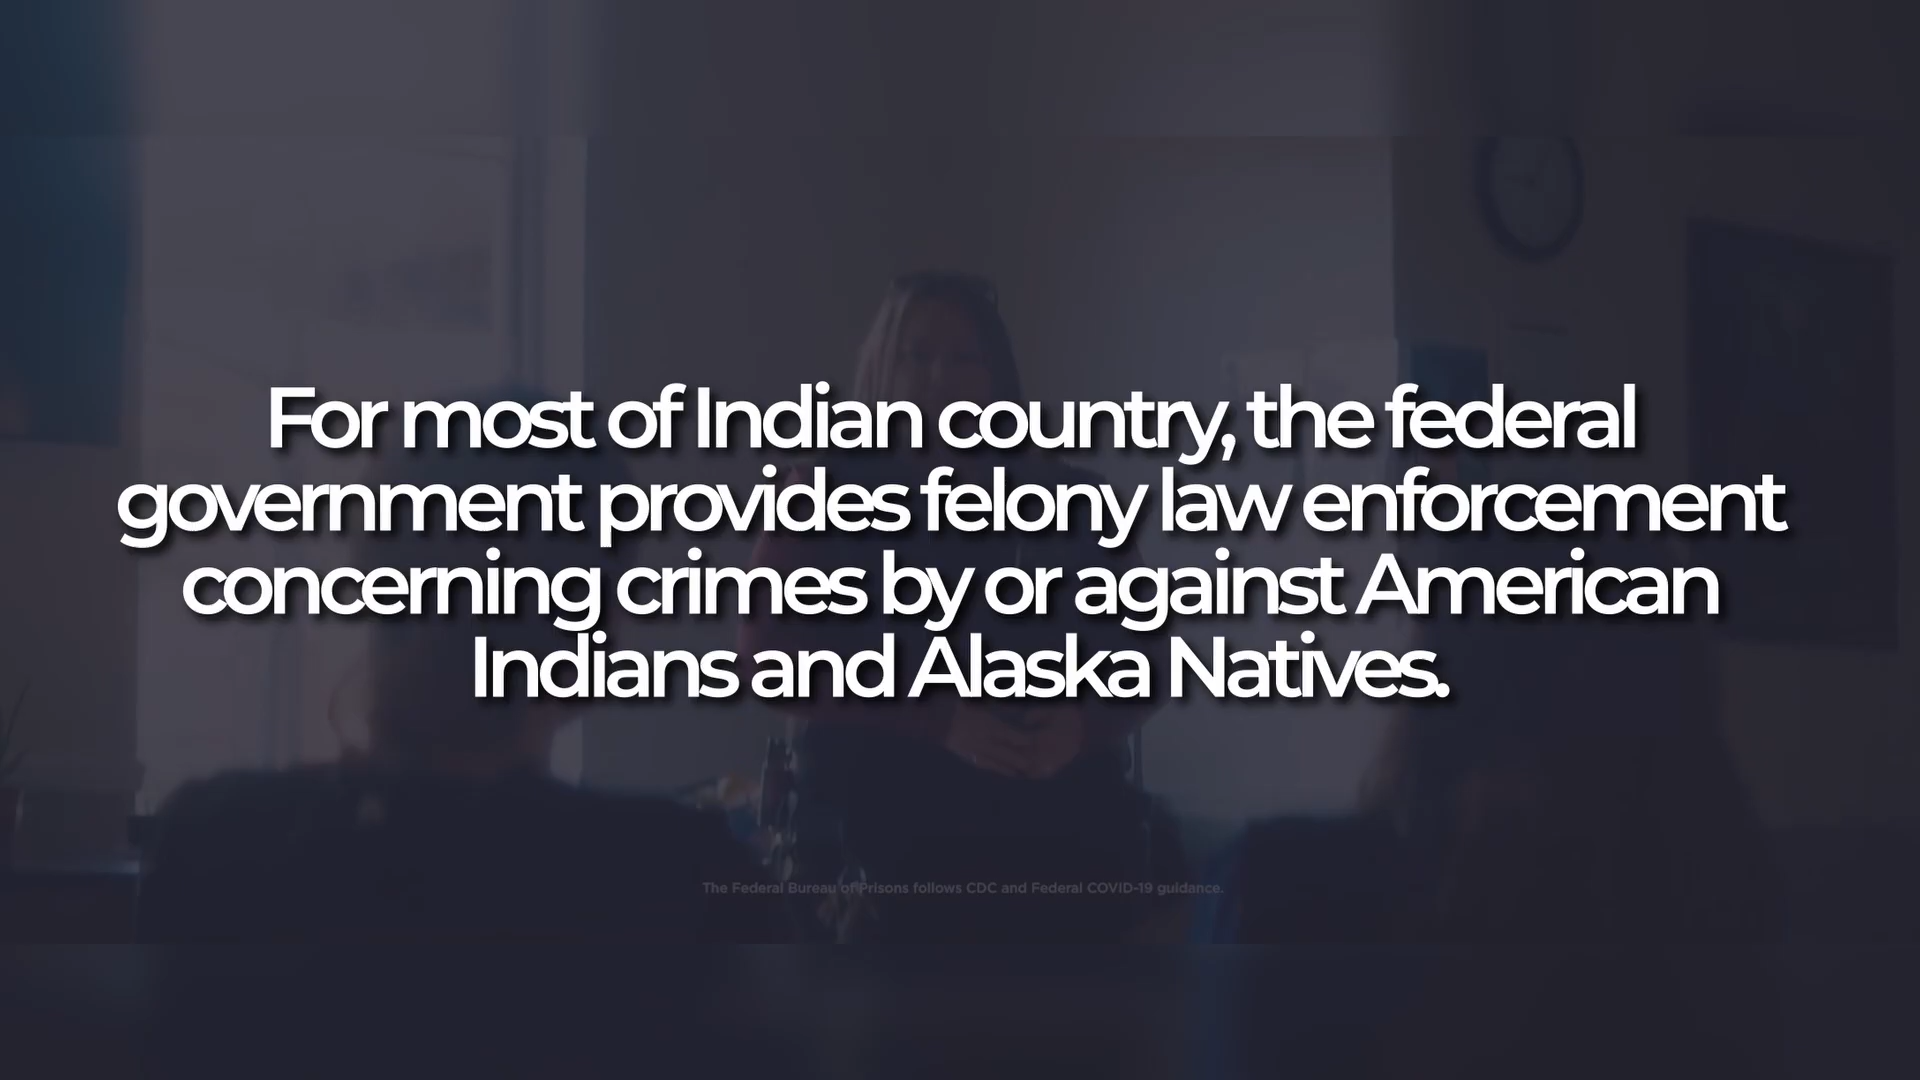 For most of Indian country, the federal
government provides felony law enforcement
concerning crimes by or against American
Indians and Alaska Natives.
The Federal Bureau of Prisons follows CDC and Federal COVID-19 guidance.